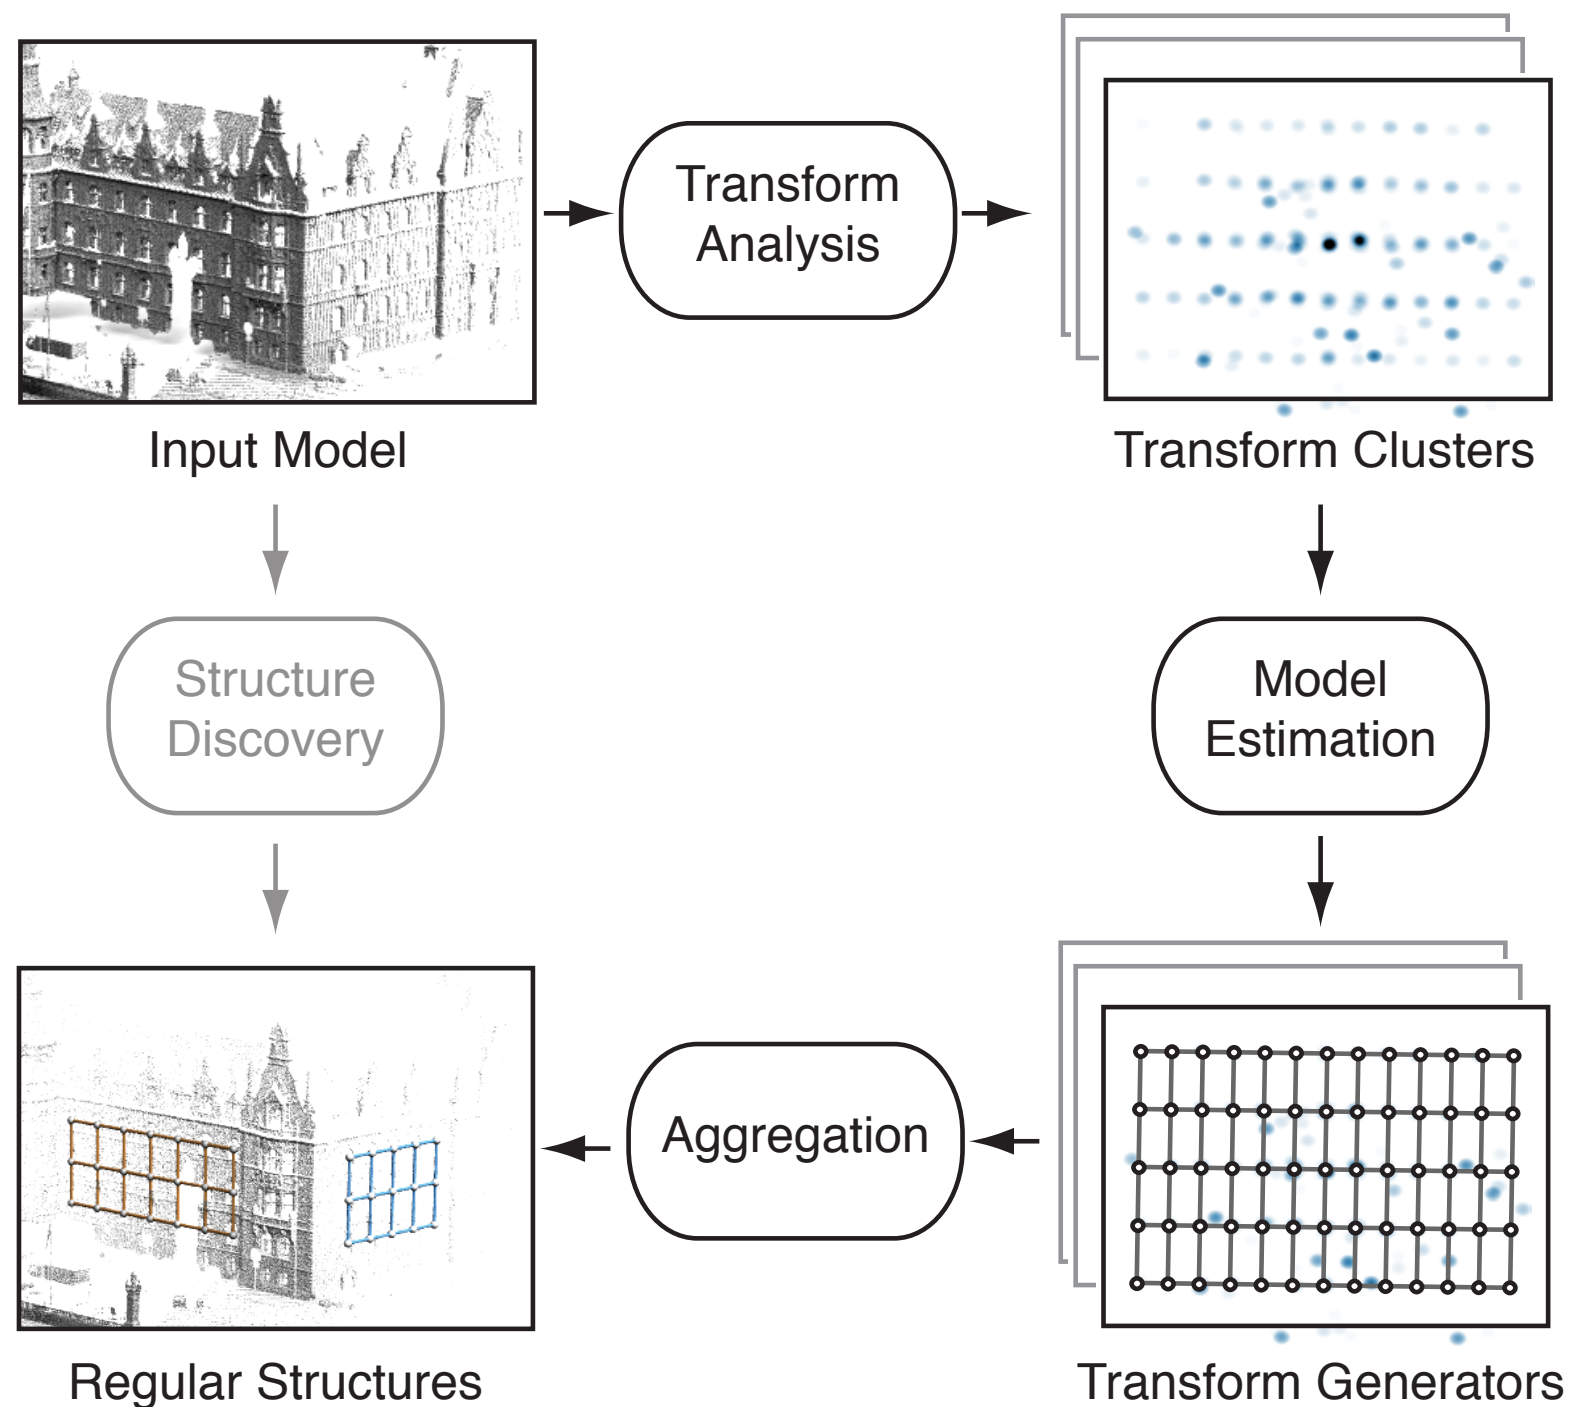 Transform
Analysis
Input Model
Transform Clusters
Structure
Discovery
Model
Estimation
Aggregation
Regular Structures
Transform Generators